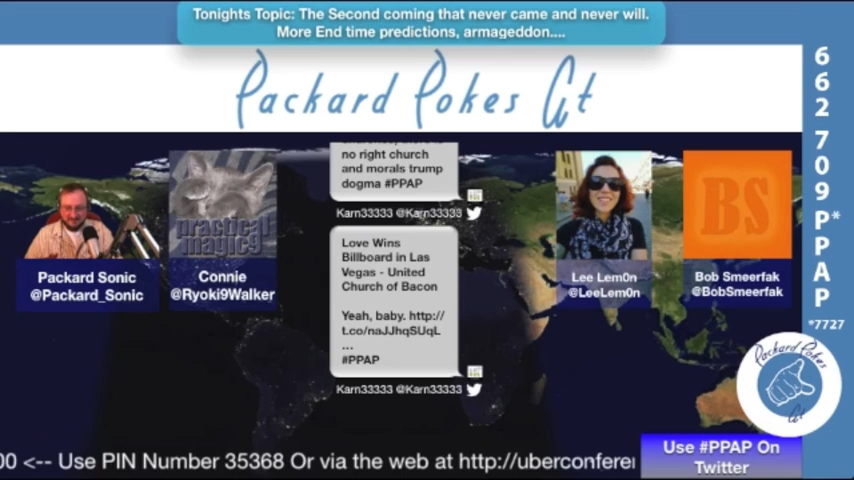 Tonights Topic: The Second coming that never came and never will.
More End time predictions, armageddon....
Packard Pokes At
no right church
and morals trump
dogma #PPAP
Karn33333 @Karn33333
Love Wins
Billboard in Las
Vegas - United
Church of Bacon
Yeah, baby. http://
t.co/naJJhqSUqL
...
#PPAP
Karn33333 @Karn33333
practical
magic9
BS
Packard Sonic
@Packard_Sonic
Connie
@Ryoki9Walker
Lee Lem0n
@LeeLem0n
Bob Smeerfak
@BobSmeerfak
662 709 PPAP*
*7727
Packard Pokes
At
00 <-- Use PIN Number 35368 Or via the web at http://uberconferei
Use #PPAP On
Twitter